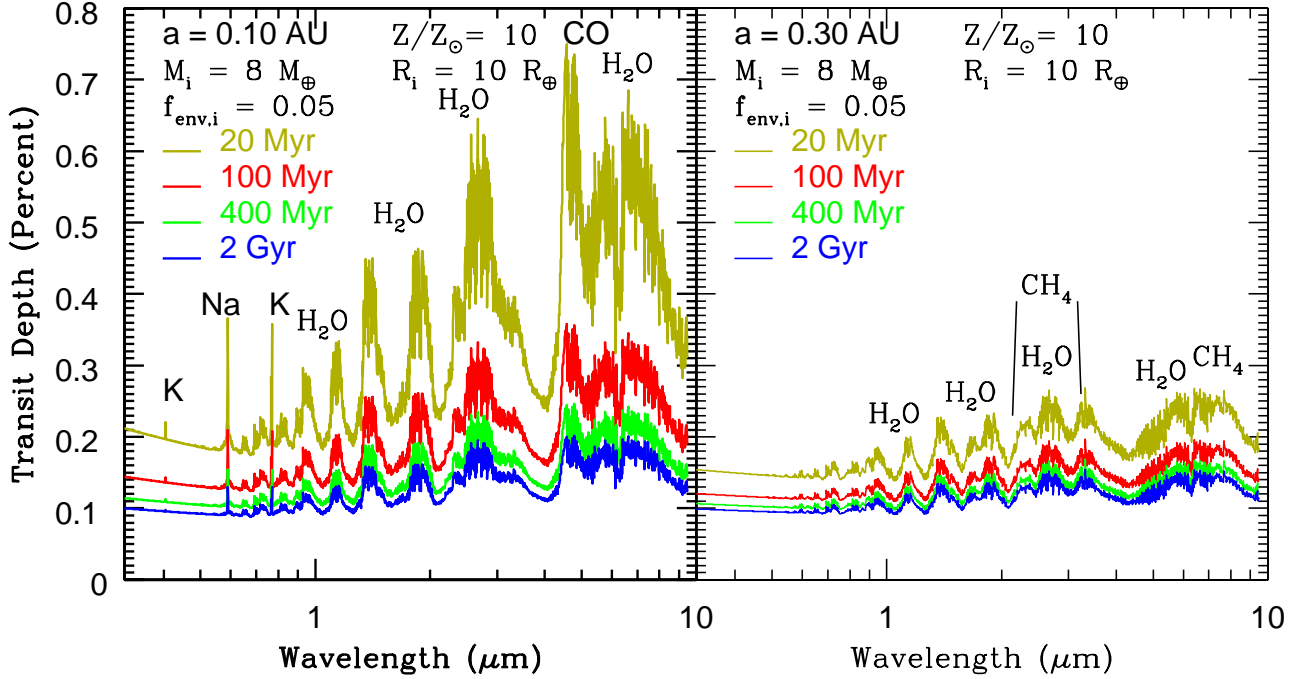 a = 0.10 AU
Z/Z⊙ = 10
CO
M_i = 8 M⊕
R_i = 10 R⊕
H₂O
f_env,i = 0.05
H₂O
20 Myr
100 Myr
400 Myr
2 Gyr
H₂O
Na
K
H₂O
K
a = 0.30 AU
Z/Z⊙ = 10
M_i = 8 M⊕
R_i = 10 R⊕
f_env,i = 0.05
20 Myr
100 Myr
400 Myr
2 Gyr
CH₄
H₂O
H₂O
CH₄
H₂O
H₂O
Transit Depth (Percent)
0.8
0.7
0.6
0.5
0.4
0.3
0.2
0.1
0
1
10
1
10
Wavelength (μm)
Wavelength (μm)